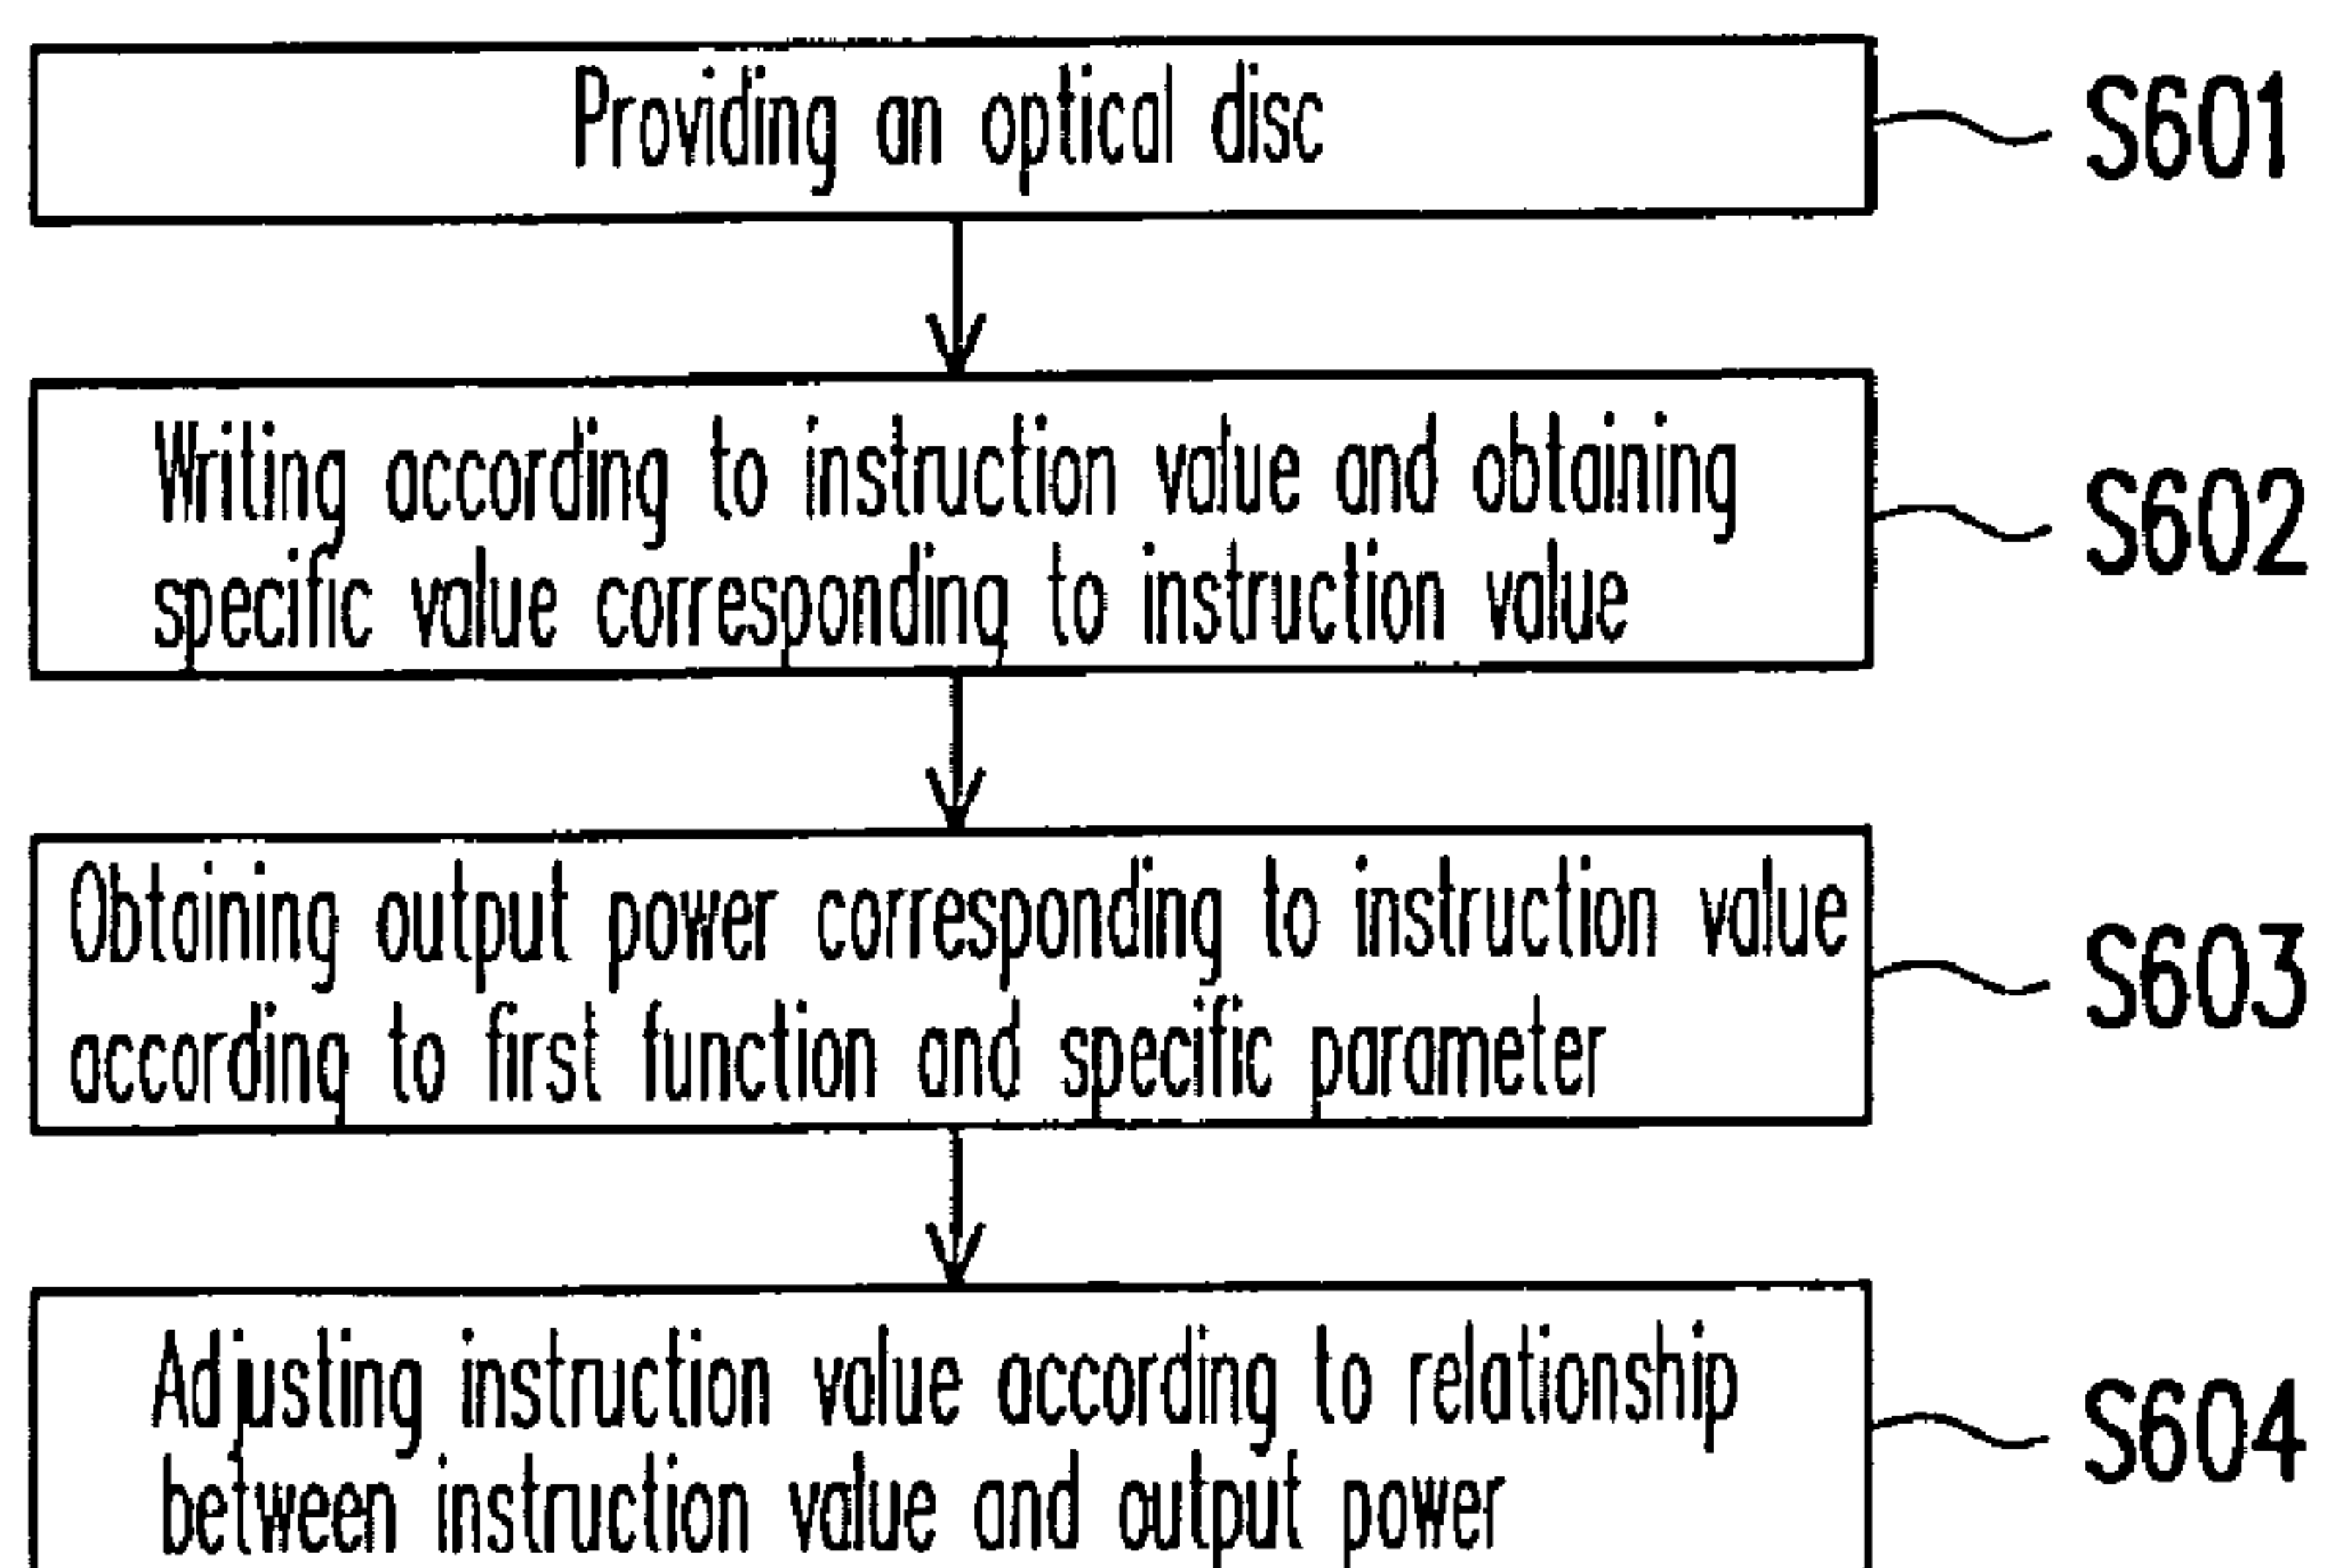 Providing an optical disc
S601
Writing according to instruction value and obtaining
specific value corresponding to instruction value
S602
Obtaining output power corresponding to instruction value
according to first function and specific parameter
S603
Adjusting instruction value according to relationship
between instruction value and output power
S604